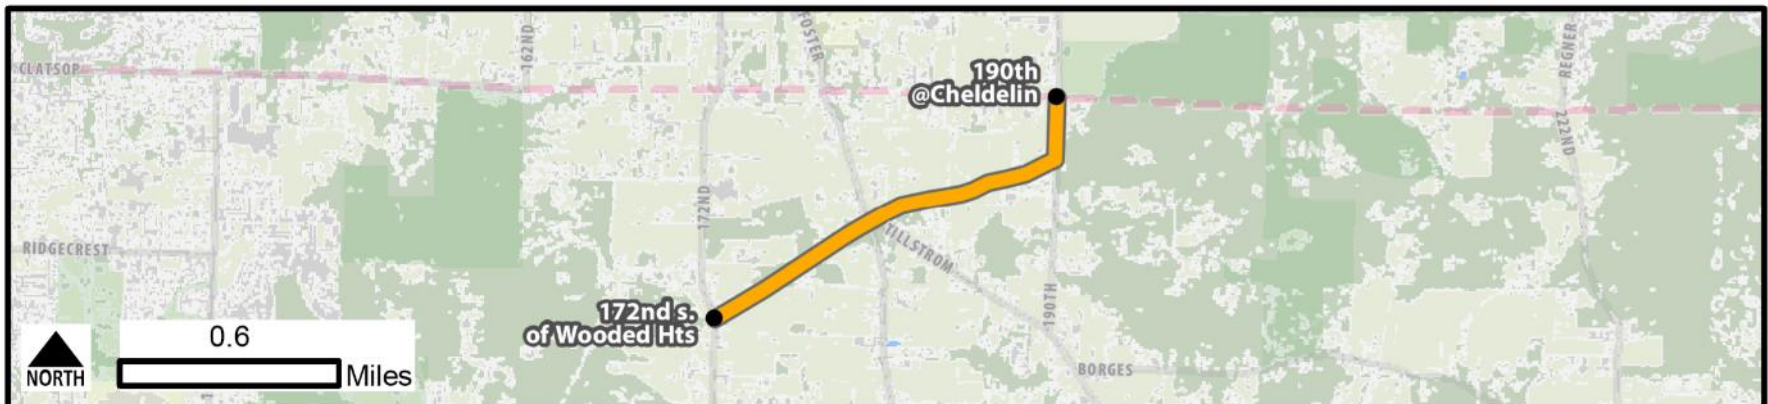 CLATSOP
162ND
FOSTER
190th
@Cheldelin
REGNER
222ND
172ND
RIDGECREST
TILLSTROM
190TH
172nd s.
of Wooded Hts
BORGES
0.6
Miles
NORTH